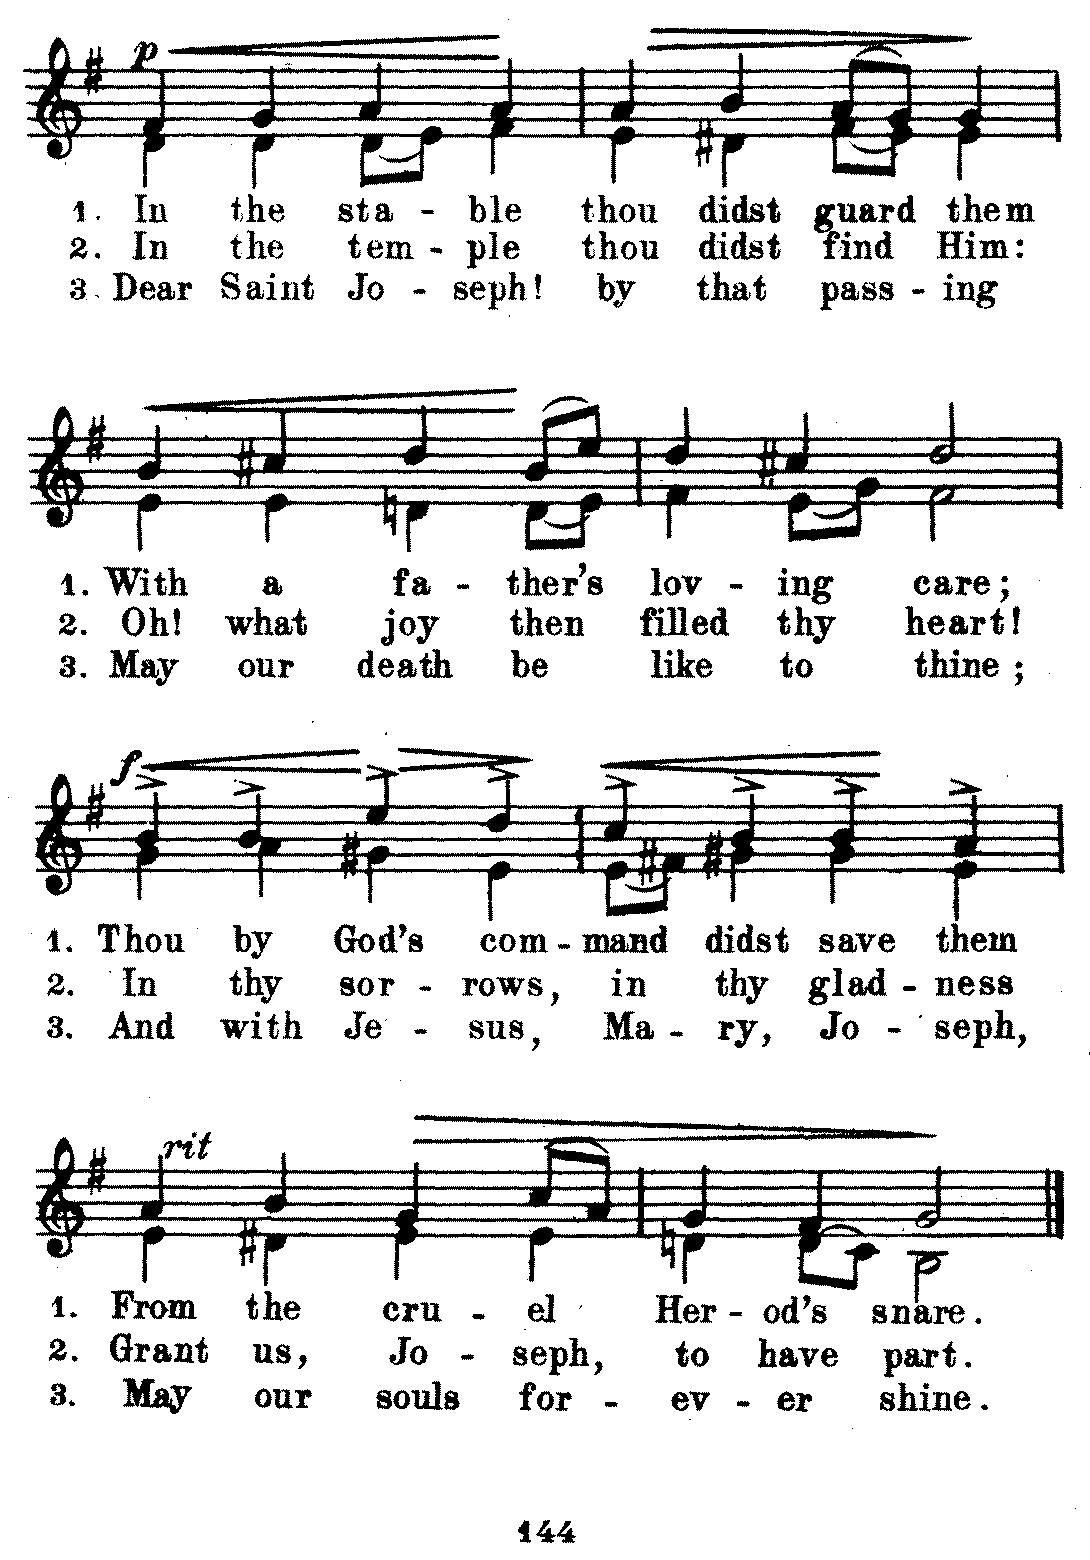 p
1. In the sta - ble thou didst guard them
2. In the tem - ple thou didst find Him:
3. Dear Saint Jo - seph! by that pass - ing
1. With a fa - ther's lov - ing care;
2. Oh! what joy then filled thy heart!
3. May our death be like to thine;
f
1. Thou by God's com - mand didst save them
2. In thy sor - rows, in thy glad - ness
3. And with Je - sus, Ma - ry, Jo - seph,
rit
1. From the cru - el Her - od's snare.
2. Grant us, Jo - seph, to have part.
3. May our souls for - ev - er shine.
144